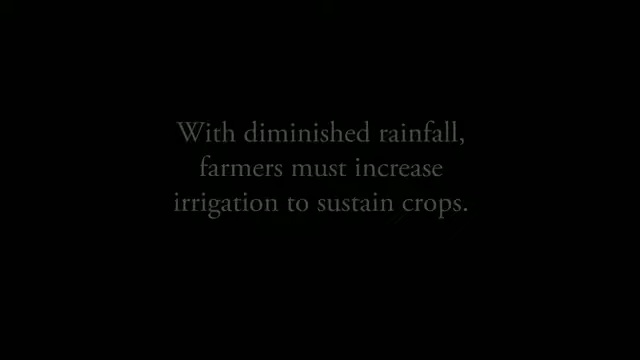 With diminished rainfall,
farmers must increase
irrigation to sustain crops.